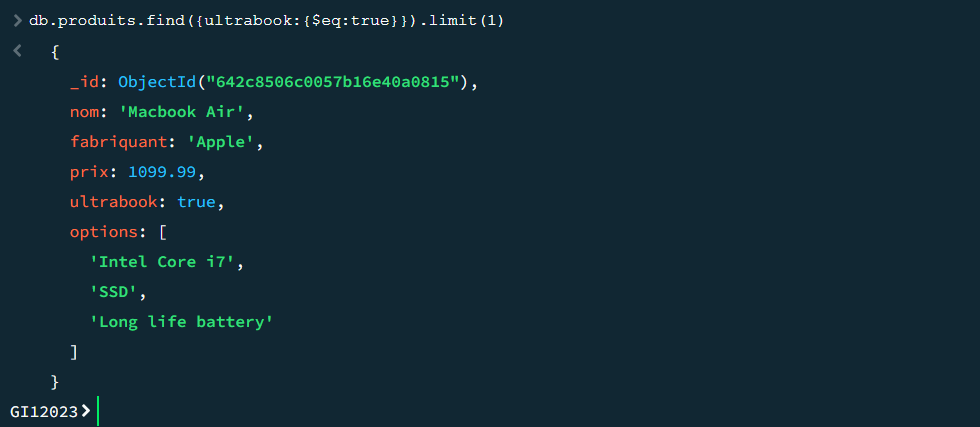 > db.produits.find({ultrabook:{$eq:true}}).limit(1)
< {
_id: ObjectId("642c8506c0057b16e40a0815"),
nom: 'Macbook Air',
fabriquant: 'Apple',
prix: 1099.99,
ultrabook: true,
options: [
'Intel Core i7',
'SSD',
'Long life battery'
]
}
GI12023>